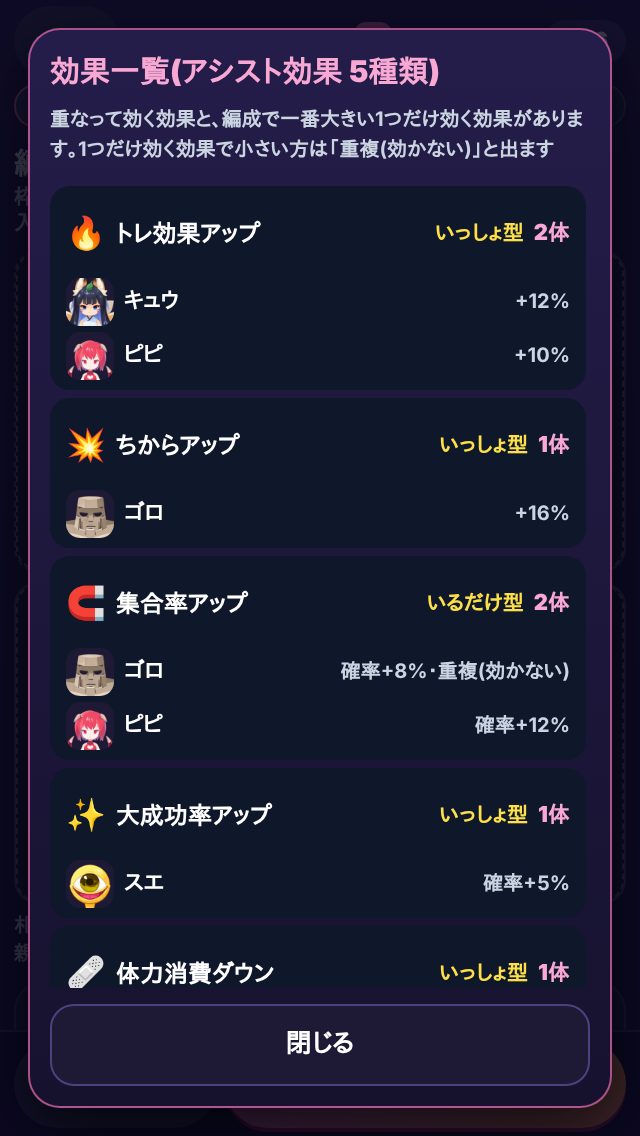 効果一覧(アシスト効果 5種類)
重なって効く効果と、編成で一番大きい1つだけ効く効果がありま
す。1つだけ効く効果で小さい方は「重複(効かない)」と出ます
トレ効果アップ いっしょ型 2体
キュウ +12%
ピピ +10%
ちからアップ いっしょ型 1体
ゴロ +16%
集合率アップ いるだけ型 2体
ゴロ 確率+8%・重複(効かない)
ピピ 確率+12%
大成功率アップ いっしょ型 1体
スエ 確率+5%
体力消費ダウン いっしょ型 1体
閉じる